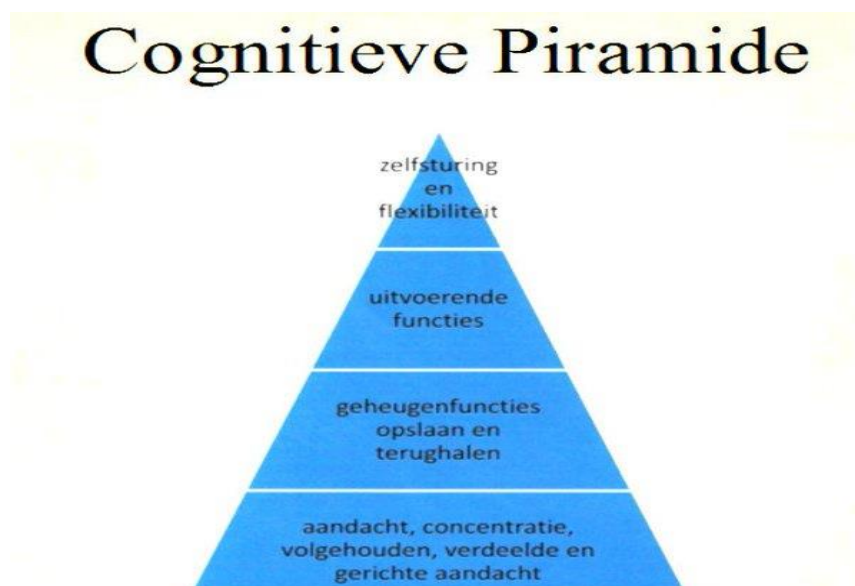 Cognitieve Piramide
zelfsturing
en
flexibiliteit
uitvoerende
functies
geheugenfuncties
opslaan en
terughalen
aandacht, concentratie,
volgehouden, verdeelde en
gerichte aandacht